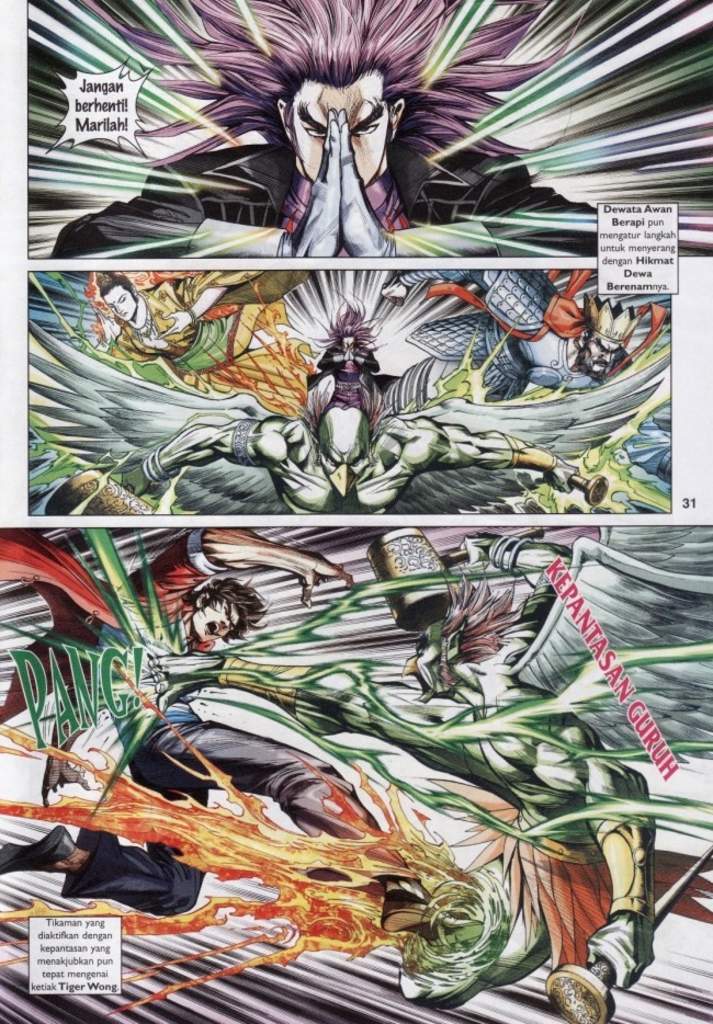 Jangan
berhenti!
Marilah!
Dewata Awan
Berapi pun
mengatur langkah
untuk menyerang
dengan Hikmat
Dewa
Berenamnya.
31
KEPANTASAN GURUH
PANG!
Tikaman yang
diaktifkan dengan
kepantasan yang
menakjubkan pun
tepat mengenai
ketiak Tiger Wong.